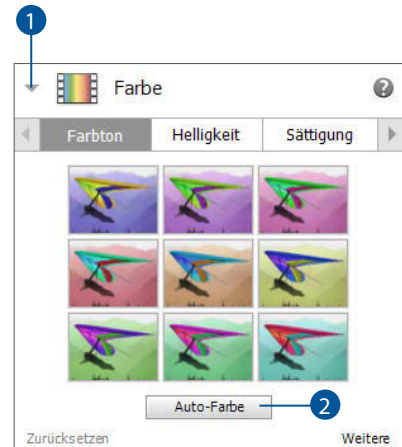 1
Farbe ?
Farbton Helligkeit Sättigung
Auto-Farbe 2
Zurücksetzen Weitere